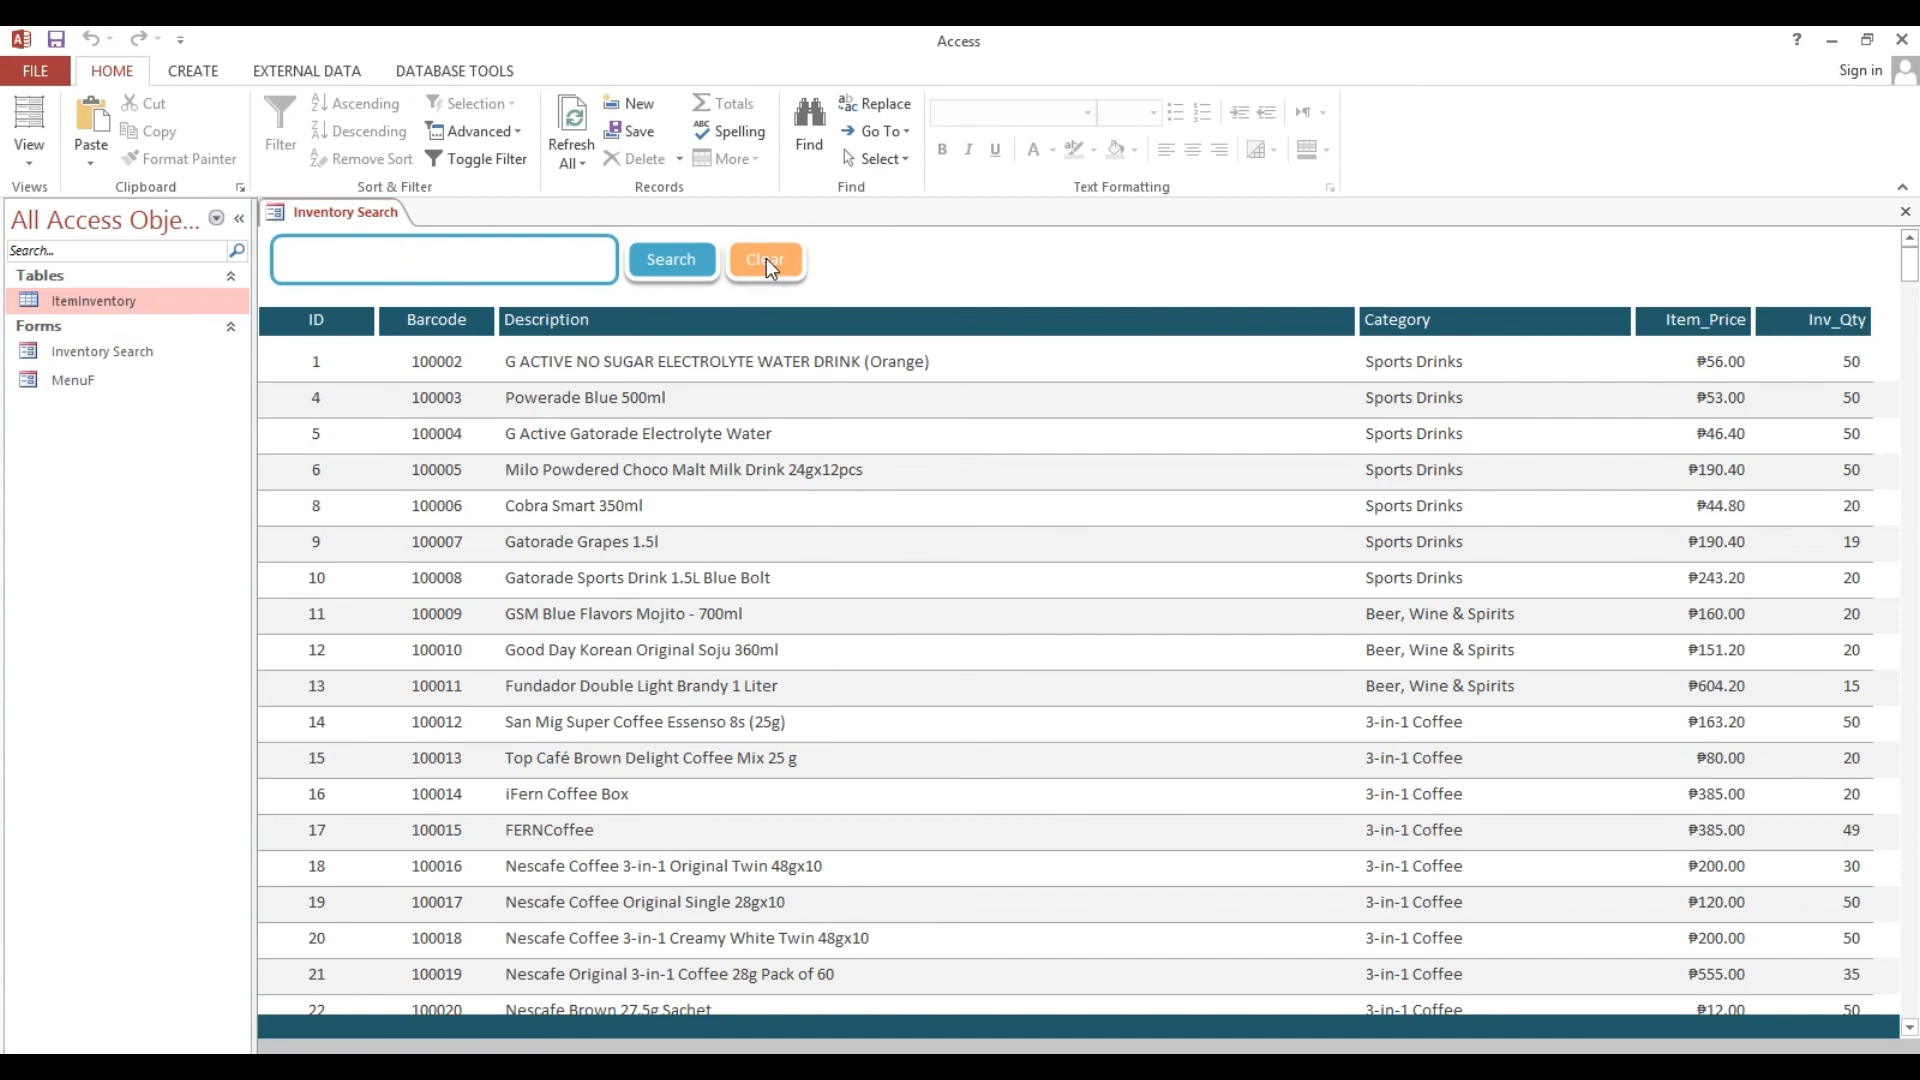 Access
?
FILE HOME CREATE EXTERNAL DATA DATABASE TOOLS Sign in
View Paste Cut Copy Format Painter Filter Ascending Descending Remove Sort Selection Advanced Toggle Filter Refresh All New Save Delete Totals Spelling More Find Replace Go To Select B I U A
Views Clipboard Sort & Filter Records Find Text Formatting
All Access Obje... «
Search...
Tables
ItemInventory
Forms
Inventory Search
MenuF
Inventory Search
Search Clear
ID Barcode Description Category Item_Price Inv_Qty
1 100002 G ACTIVE NO SUGAR ELECTROLYTE WATER DRINK (Orange) Sports Drinks ₱56.00 50
4 100003 Powerade Blue 500ml Sports Drinks ₱53.00 50
5 100004 G Active Gatorade Electrolyte Water Sports Drinks ₱46.40 50
6 100005 Milo Powdered Choco Malt Milk Drink 24gx12pcs Sports Drinks ₱190.40 50
8 100006 Cobra Smart 350ml Sports Drinks ₱44.80 20
9 100007 Gatorade Grapes 1.5l Sports Drinks ₱190.40 19
10 100008 Gatorade Sports Drink 1.5L Blue Bolt Sports Drinks ₱243.20 20
11 100009 GSM Blue Flavors Mojito - 700ml Beer, Wine & Spirits ₱160.00 20
12 100010 Good Day Korean Original Soju 360ml Beer, Wine & Spirits ₱151.20 20
13 100011 Fundador Double Light Brandy 1 Liter Beer, Wine & Spirits ₱604.20 15
14 100012 San Mig Super Coffee Essenso 8s (25g) 3-in-1 Coffee ₱163.20 50
15 100013 Top Café Brown Delight Coffee Mix 25 g 3-in-1 Coffee ₱80.00 20
16 100014 iFern Coffee Box 3-in-1 Coffee ₱385.00 20
17 100015 FERNCoffee 3-in-1 Coffee ₱385.00 49
18 100016 Nescafe Coffee 3-in-1 Original Twin 48gx10 3-in-1 Coffee ₱200.00 30
19 100017 Nescafe Coffee Original Single 28gx10 3-in-1 Coffee ₱120.00 50
20 100018 Nescafe Coffee 3-in-1 Creamy White Twin 48gx10 3-in-1 Coffee ₱200.00 50
21 100019 Nescafe Original 3-in-1 Coffee 28g Pack of 60 3-in-1 Coffee ₱555.00 35
22 100020 Nescafe Brown 27.5g Sachet 3-in-1 Coffee ₱12.00 50